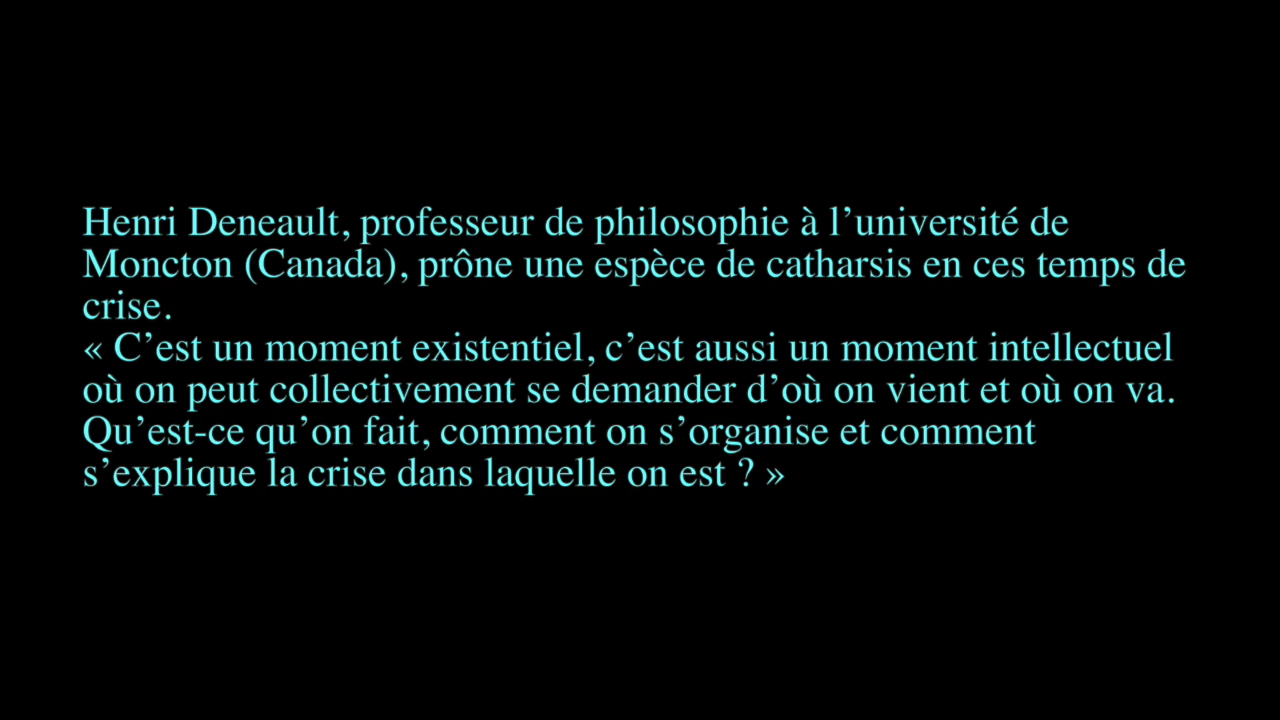 Henri Deneault, professeur de philosophie à l’université de
Moncton (Canada), prône une espèce de catharsis en ces temps de
crise.
« C’est un moment existentiel, c’est aussi un moment intellectuel
où on peut collectivement se demander d’où on vient et où on va.
Qu’est-ce qu’on fait, comment on s’organise et comment
s’explique la crise dans laquelle on est ? »